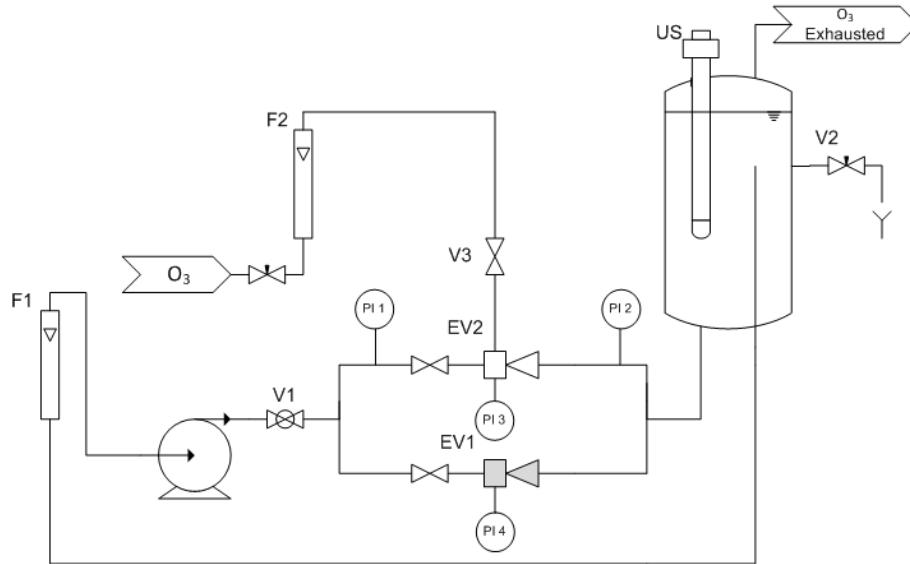 O₃
Exhausted
US
F2
V2
V3
O₃
F1
PI 1
EV2
PI 2
V1
PI 3
EV1
PI 4